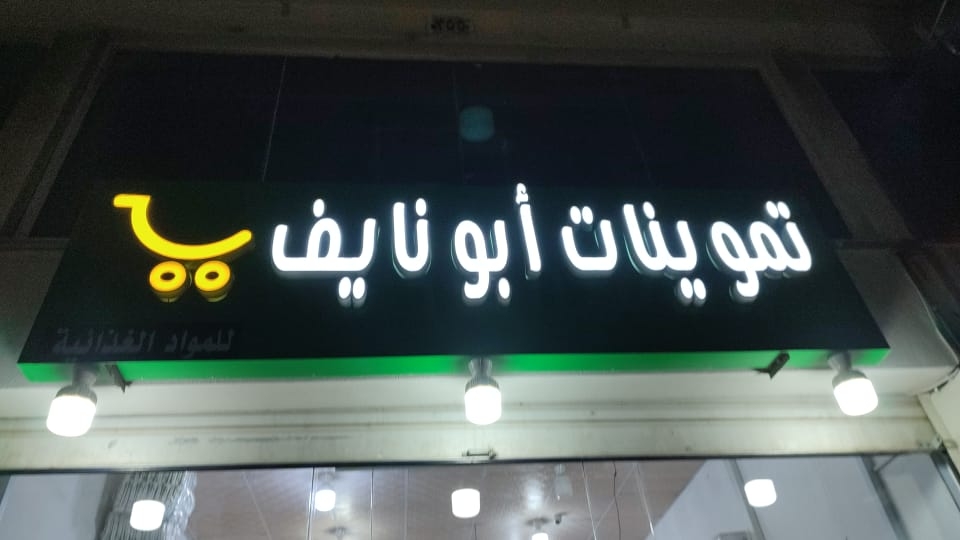 تموينات أبو نايف
للمواد الغذائية